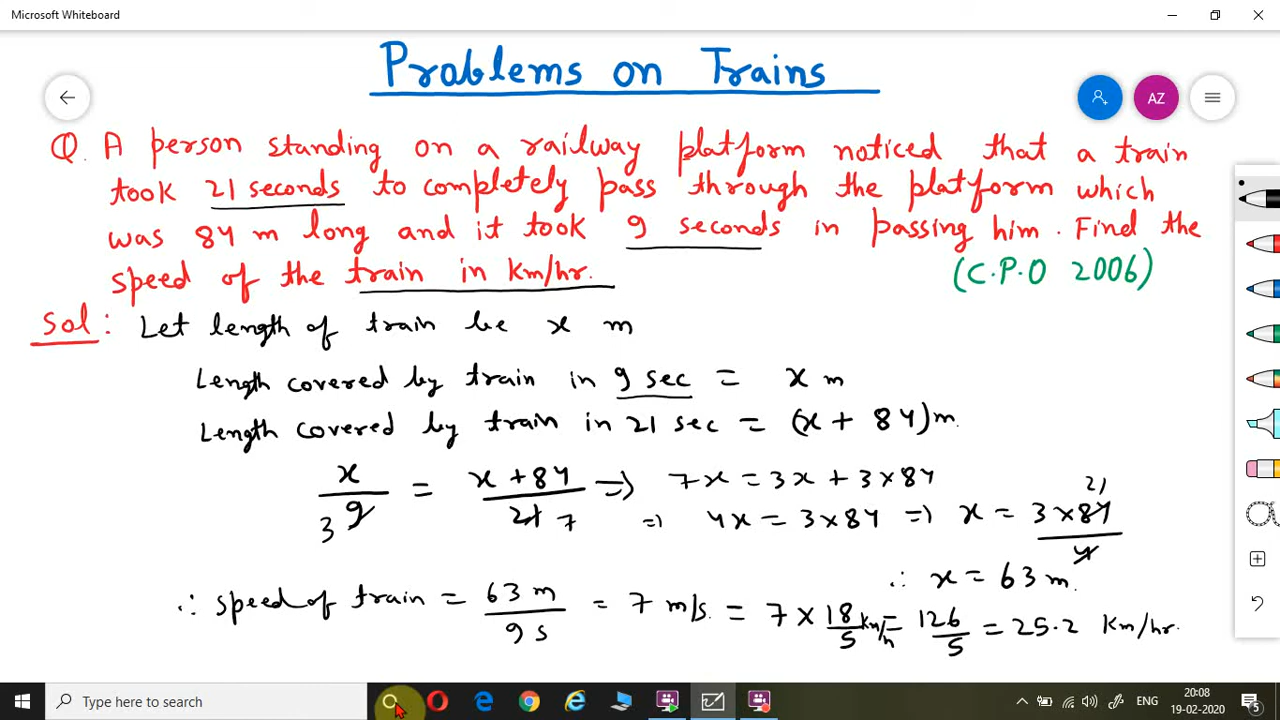 Microsoft Whiteboard
Problems on Trains
AZ
Q. A person standing on a railway platform noticed that a train
took 21 seconds to completely pass through the platform which
was 84 m long and it took 9 seconds in passing him. Find the
speed of the train in km/hr.
(C.P.O 2006)
Sol: Let length of train be x m
Length covered by train in 9 sec = x m
Length covered by train in 21 sec = (x + 84)m.
x/9 3 = x+84/21 7 => 7x = 3x + 3×84
=> 4x = 3×84 => x = 3×84/4 21
∴ x = 63 m.
∴ speed of train = 63 m/9 s = 7 m/s. = 7 × 18/5 km/h = 126/5 = 25.2 Km/hr.
Type here to search
ENG
20:08
19-02-2020
5